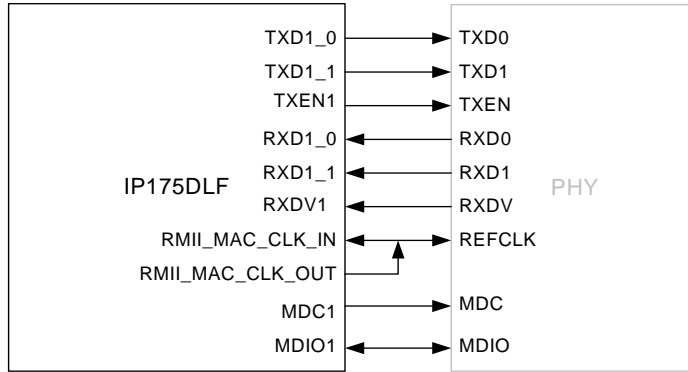 TXD1_0 TXD0
TXD1_1 TXD1
TXEN1 TXEN
RXD1_0 RXD0
IP175DLF RXD1_1 RXD1 PHY
RXDV1 RXDV
RMII_MAC_CLK_IN REFCLK
RMII_MAC_CLK_OUT
MDC1 MDC
MDIO1 MDIO